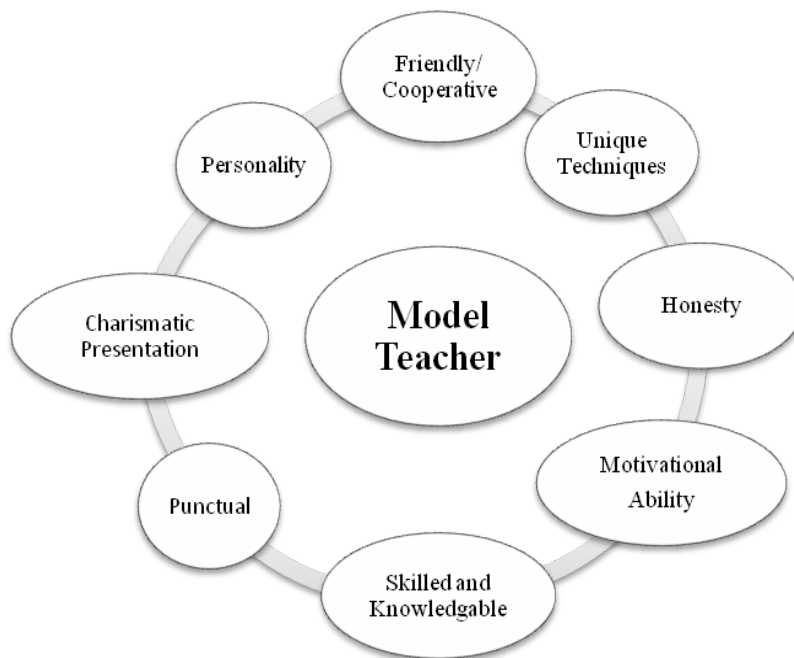 Friendly/
Cooperative
Unique
Techniques
Personality
Honesty
Model
Teacher
Charismatic
Presentation
Motivational
Ability
Punctual
Skilled and
Knowledgable